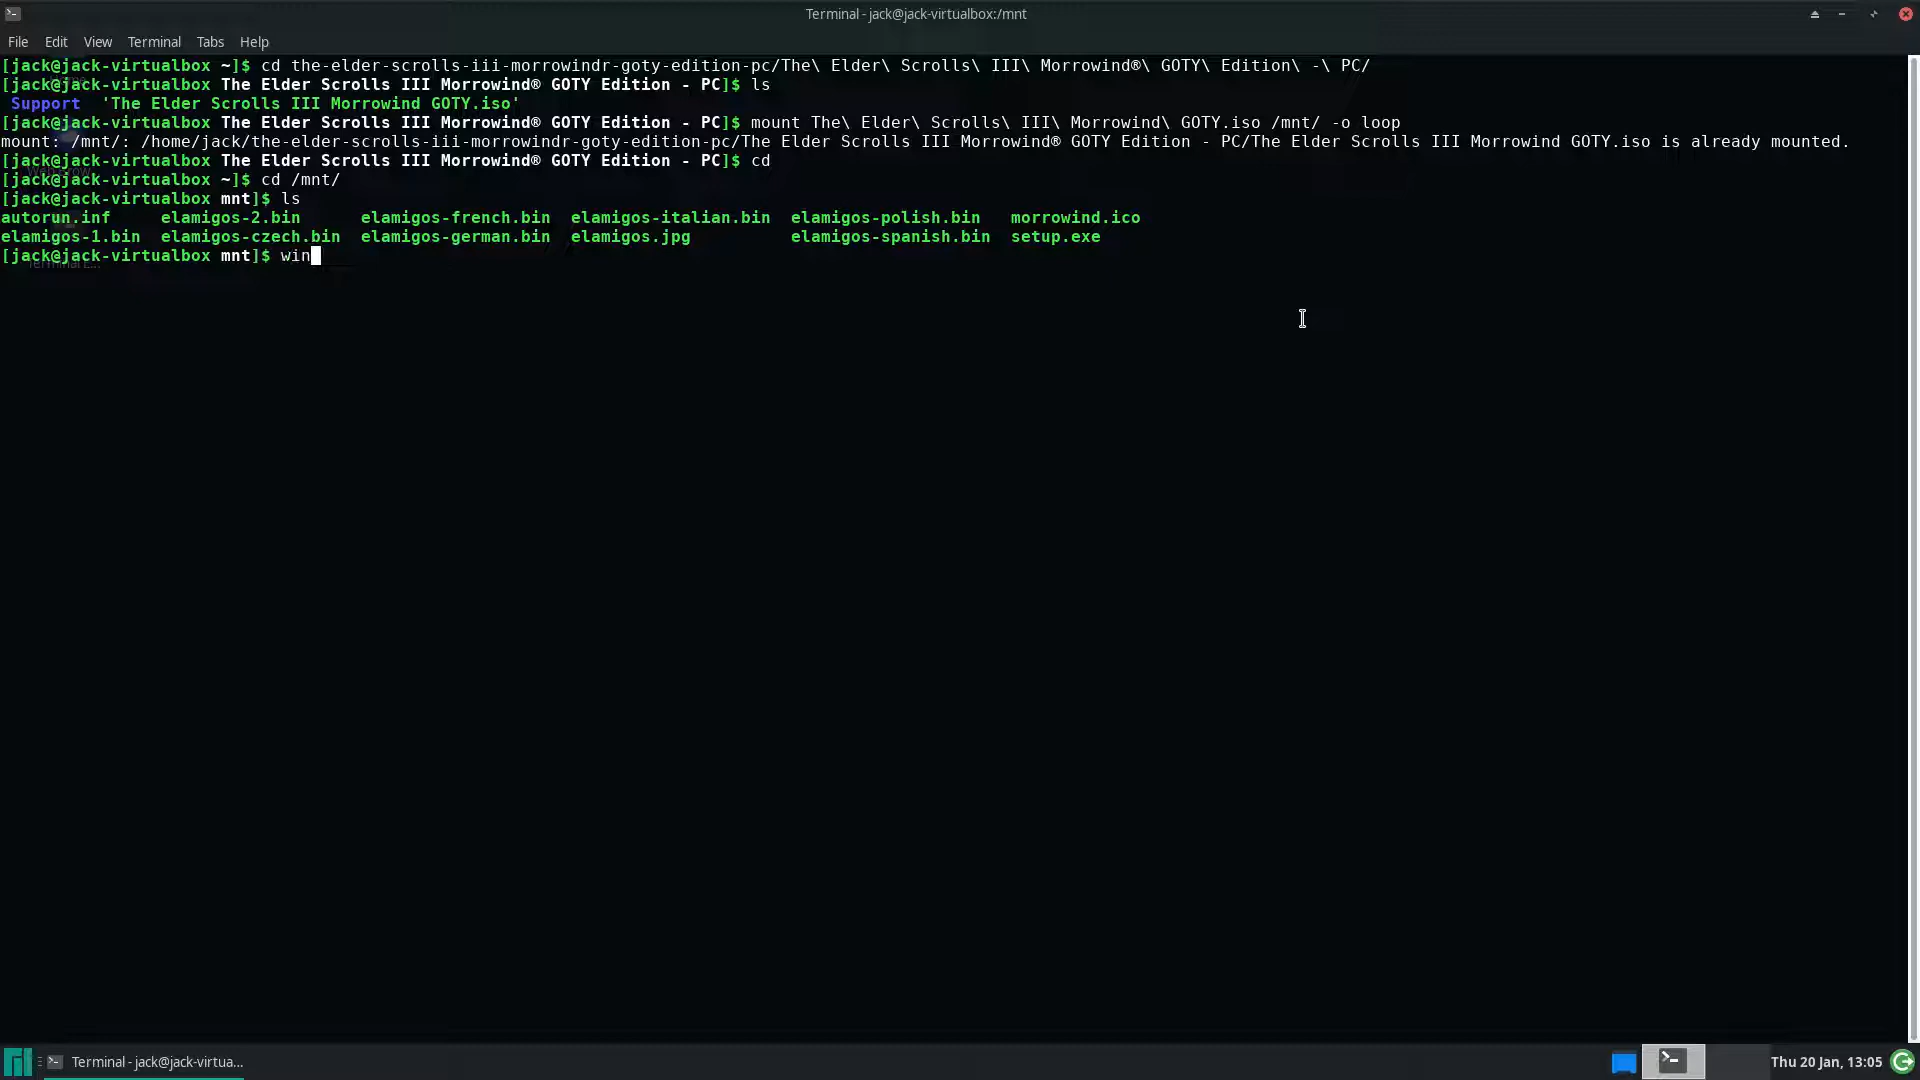 Terminal - jack@jack-virtualbox:/mnt
File Edit View Terminal Tabs Help
[jack@jack-virtualbox ~]$ cd the-elder-scrolls-iii-morrowindr-goty-edition-pc/The\ Elder\ Scrolls\ III\ Morrowind®\ GOTY\ Edition\ -\ PC/
[jack@jack-virtualbox The Elder Scrolls III Morrowind® GOTY Edition - PC]$ ls
Support 'The Elder Scrolls III Morrowind GOTY.iso'
[jack@jack-virtualbox The Elder Scrolls III Morrowind® GOTY Edition - PC]$ mount The\ Elder\ Scrolls\ III\ Morrowind\ GOTY.iso /mnt/ -o loop
mount: /mnt/: /home/jack/the-elder-scrolls-iii-morrowindr-goty-edition-pc/The Elder Scrolls III Morrowind® GOTY Edition - PC/The Elder Scrolls III Morrowind GOTY.iso is already mounted.
[jack@jack-virtualbox The Elder Scrolls III Morrowind® GOTY Edition - PC]$ cd
[jack@jack-virtualbox ~]$ cd /mnt/
[jack@jack-virtualbox mnt]$ ls
autorun.inf elamigos-2.bin elamigos-french.bin elamigos-italian.bin elamigos-polish.bin morrowind.ico
elamigos-1.bin elamigos-czech.bin elamigos-german.bin elamigos.jpg elamigos-spanish.bin setup.exe
[jack@jack-virtualbox mnt]$ win
Terminal - jack@jack-virtua...
Thu 20 Jan, 13:05